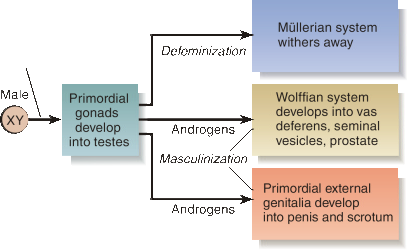 Male
XY
Primordial
gonads
develop
into testes
Defeminization
Müllerian system
withers away
Androgens
Wolffian system
develops into vas
deferens, seminal
vesicles, prostate
Masculinization
Androgens
Primordial external
genitalia develop
into penis and scrotum